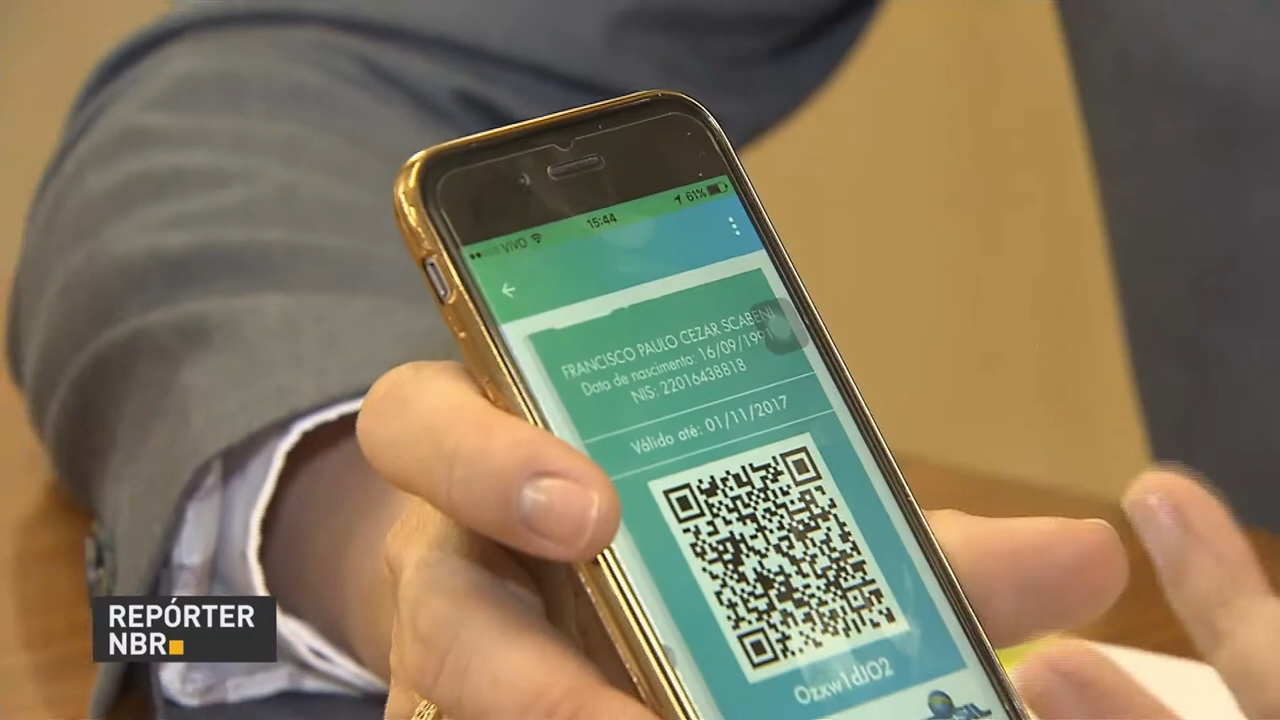 VIVO 15:44 61%
FRANCISCO PAULO CEZAR SCABENI
Data de nascimento: 16/09/1991
NIS: 22016438818
Válido até: 01/11/2017
Ozxw1dJO2
REPÓRTER
NBR